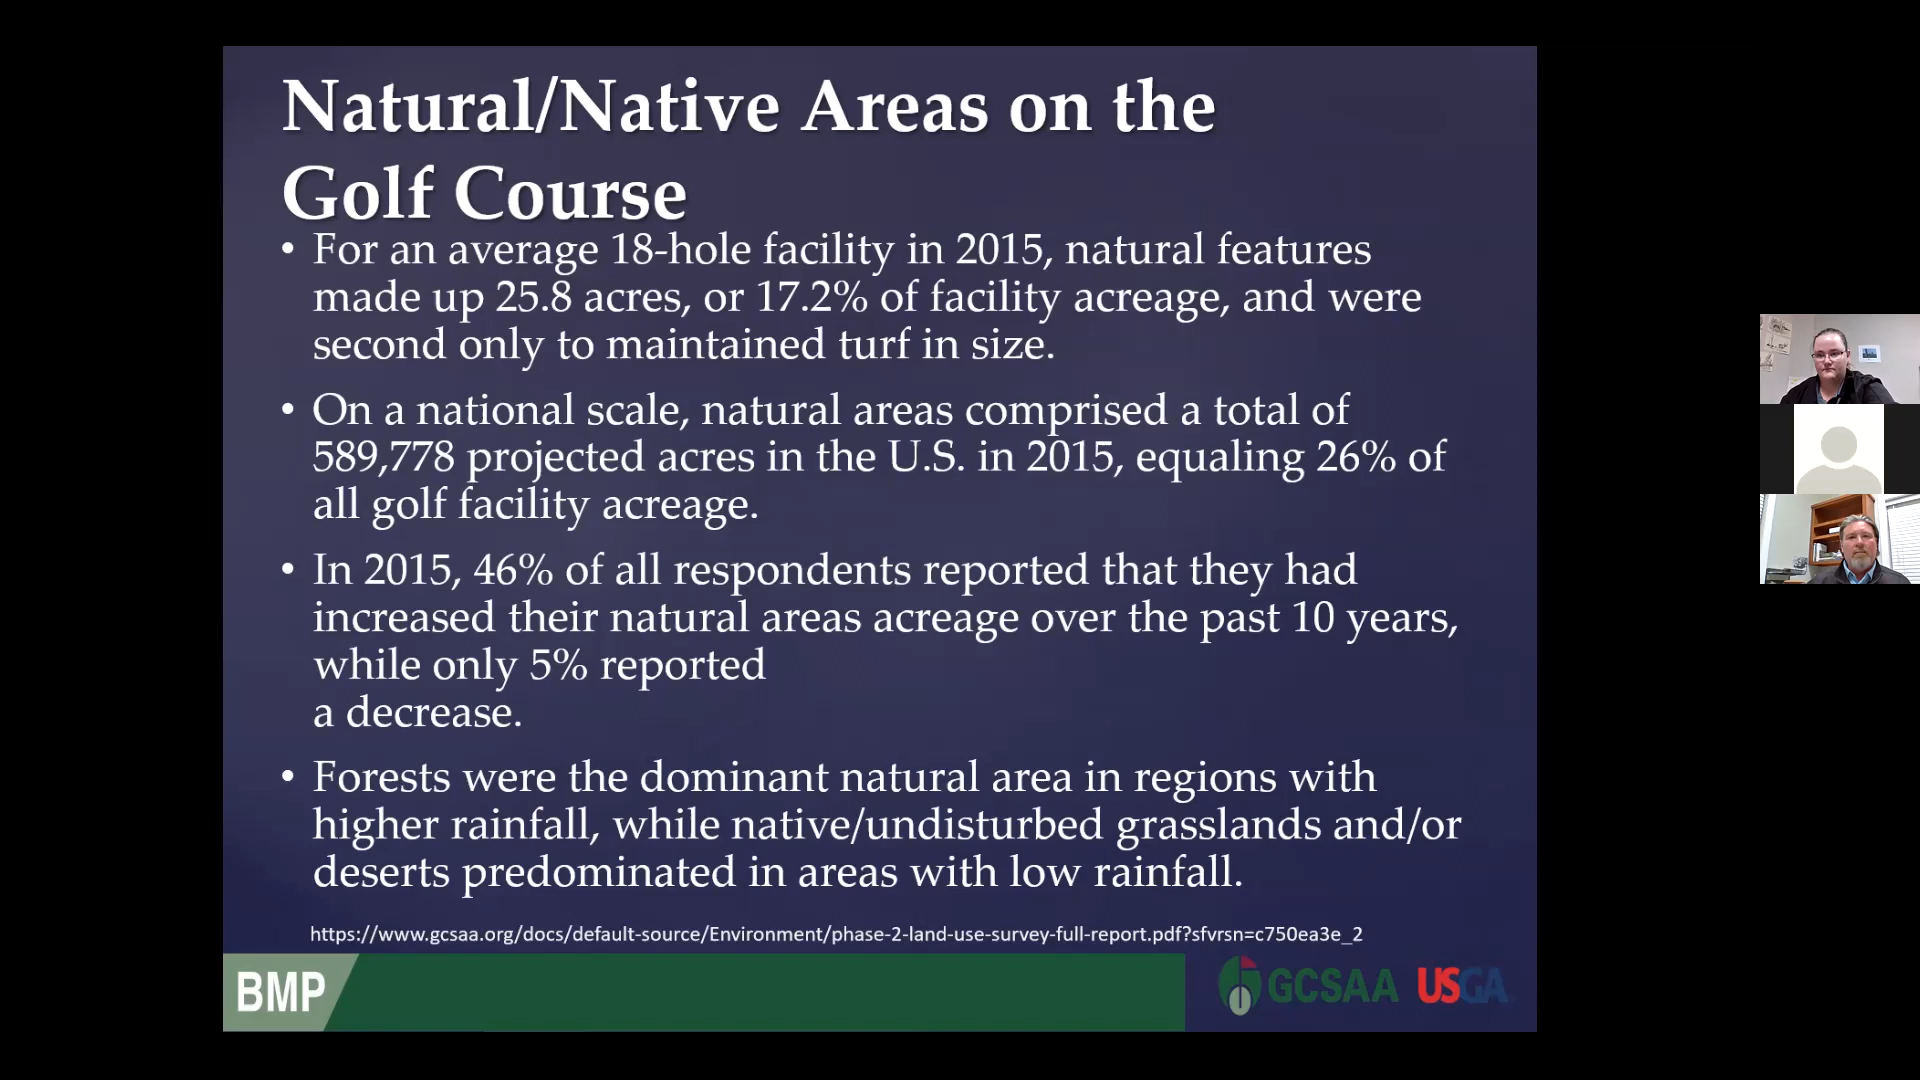 Natural/Native Areas on the
Golf Course
• For an average 18-hole facility in 2015, natural features
made up 25.8 acres, or 17.2% of facility acreage, and were
second only to maintained turf in size.
• On a national scale, natural areas comprised a total of
589,778 projected acres in the U.S. in 2015, equaling 26% of
all golf facility acreage.
• In 2015, 46% of all respondents reported that they had
increased their natural areas acreage over the past 10 years,
while only 5% reported
a decrease.
• Forests were the dominant natural area in regions with
higher rainfall, while native/undisturbed grasslands and/or
deserts predominated in areas with low rainfall.
https://www.gcsaa.org/docs/default-source/Environment/phase-2-land-use-survey-full-report.pdf?sfvrsn=c750ea3e_2
BMP
GCSAA
USGA